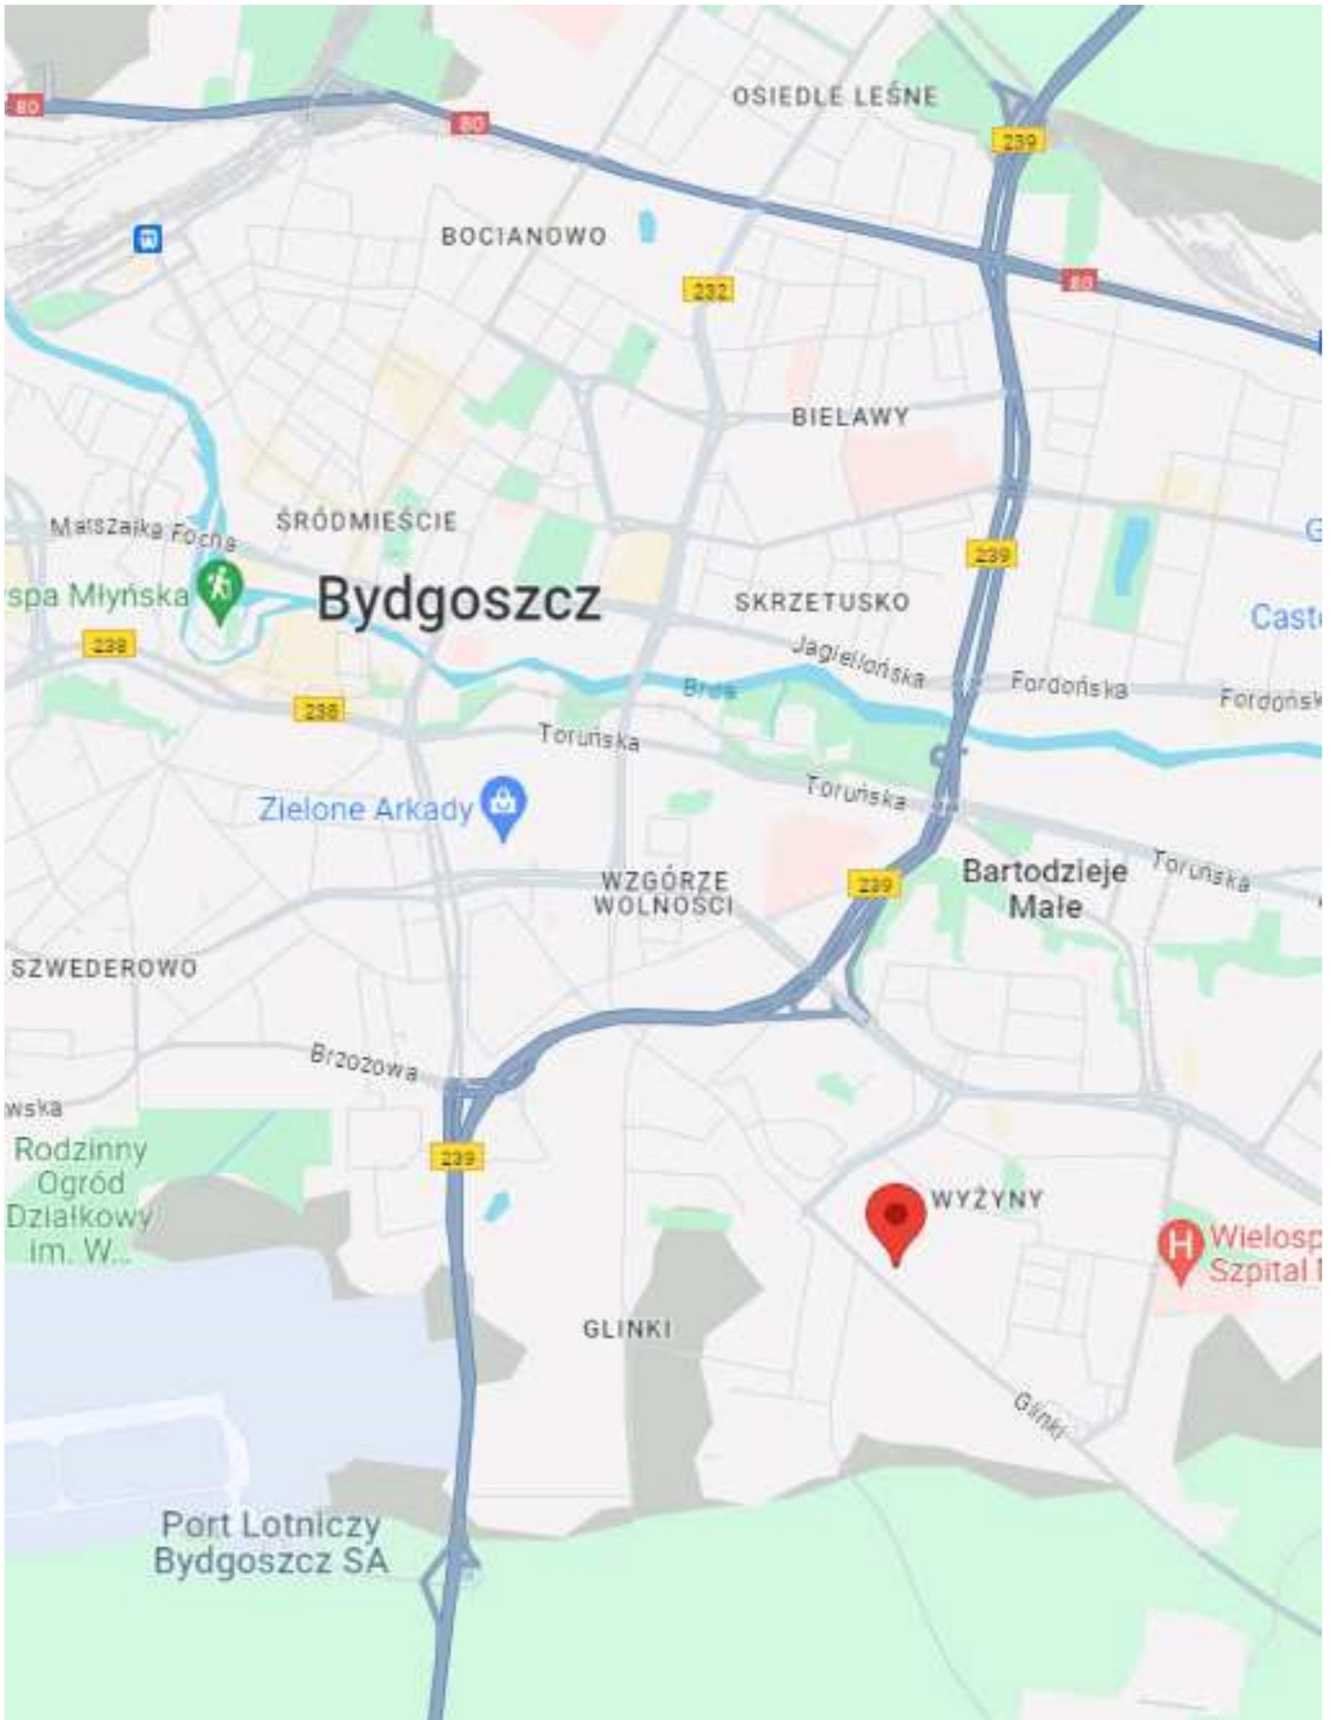 OSIEDLE LEŚNE
80
80
239
BOCIANOWO
80
232
BIELAWY
ŚRÓDMIEŚCIE
Marszałka Focha
239
spa Młyńska
Bydgoszcz
SKRZETUSKO
Caste
238
Jagiellońska
Fordońska
Brda
Fordońsk
238
Toruńska
Zielone Arkady
Toruńska
239
Bartodzieje
Małe
Toruńska
WZGÓRZE
WOLNOŚCI
SZWEDEROWO
Brzozowa
wska
Rodzinny
Ogród
Działkowy
im. W...
239
WYŻYNY
H
Wielosp
Szpital
GLINKI
Glinki
Port Lotniczy
Bydgoszcz SA